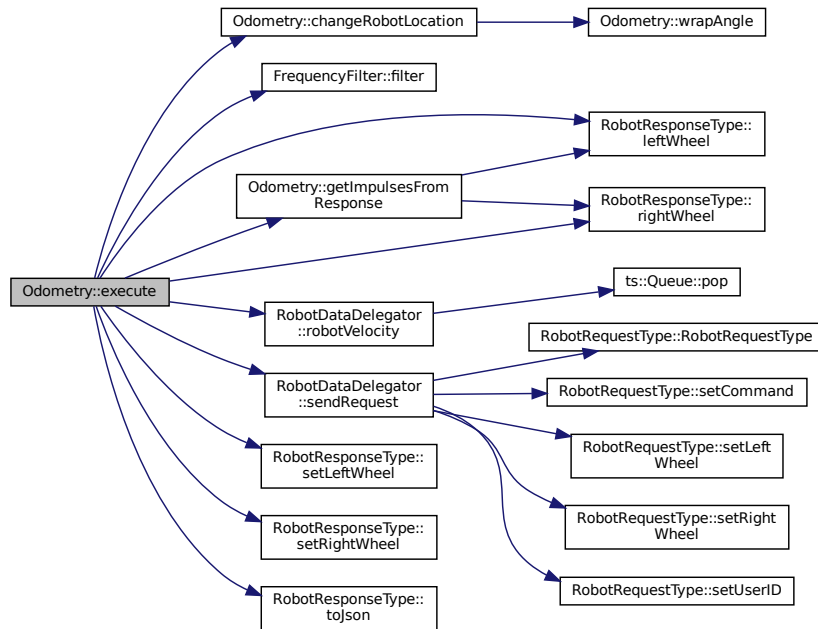 Odometry::changeRobotLocation
Odometry::wrapAngle
FrequencyFilter::filter
RobotResponseType::
leftWheel
Odometry::getImpulsesFrom
Response
RobotResponseType::
rightWheel
Odometry::execute
ts::Queue::pop
RobotDataDelegator
::robotVelocity
RobotRequestType::RobotRequestType
RobotDataDelegator
::sendRequest
RobotRequestType::setCommand
RobotResponseType::
setLeftWheel
RobotRequestType::setLeft
Wheel
RobotResponseType::
setRightWheel
RobotRequestType::setRight
Wheel
RobotResponseType::
toJson
RobotRequestType::setUserID